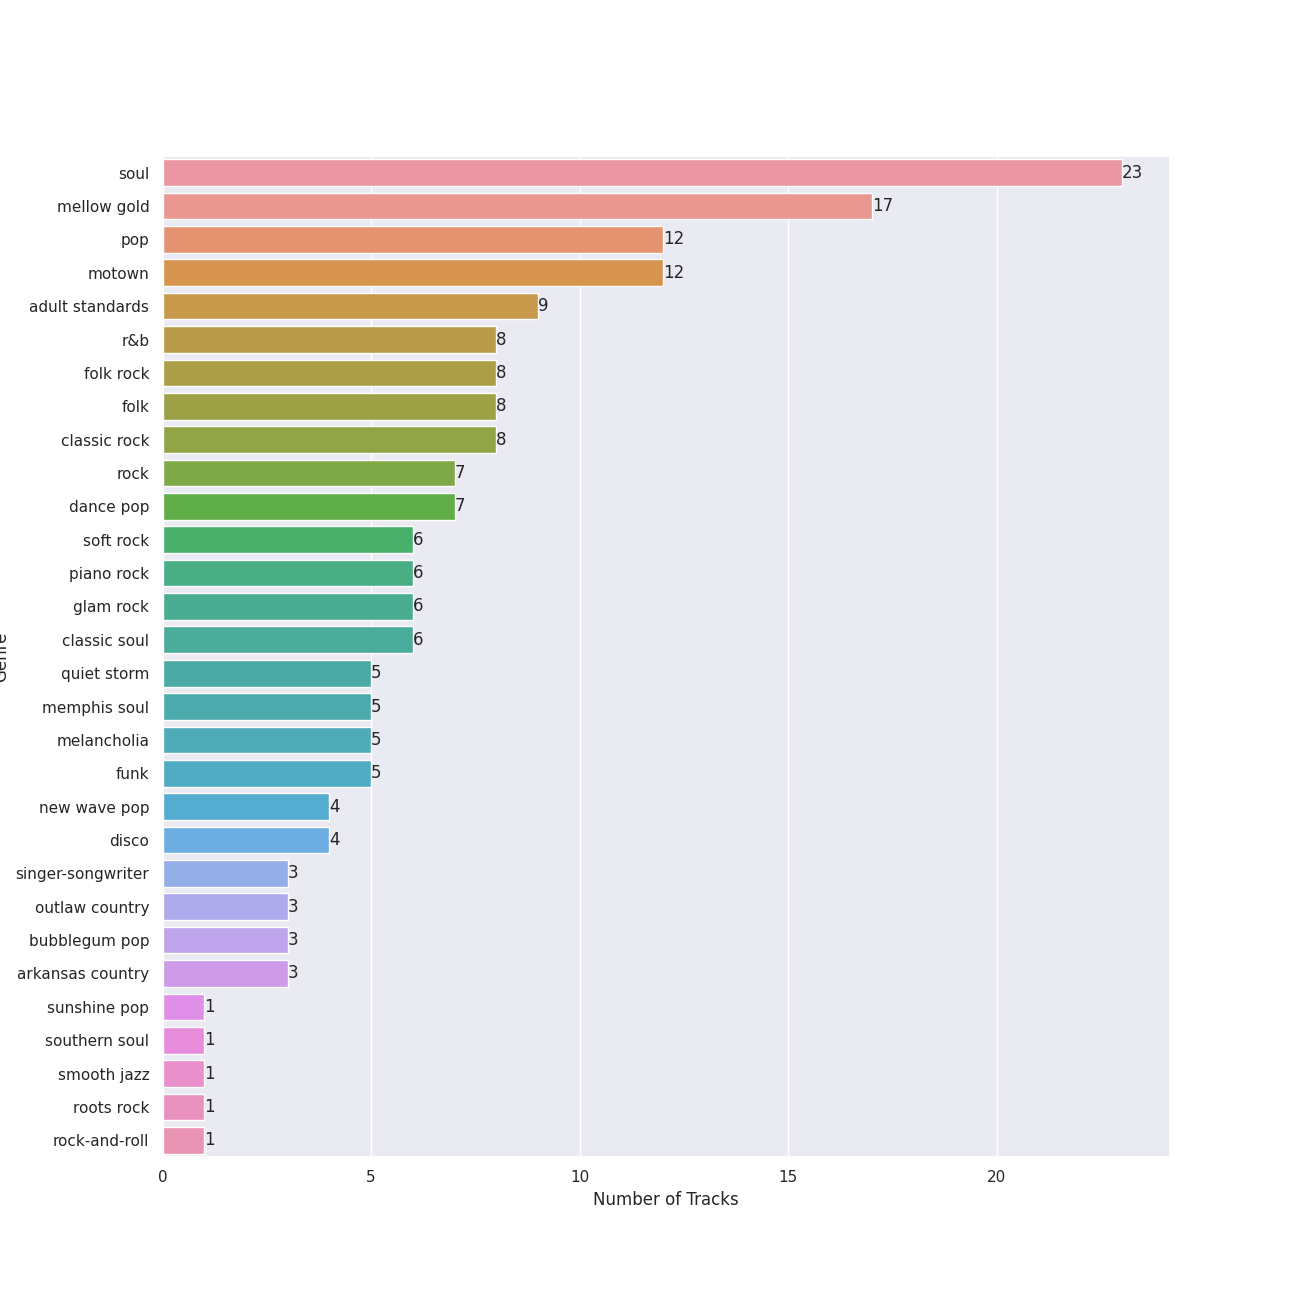 soul 23
mellow gold 17
pop 12
motown 12
adult standards 9
r&b 8
folk rock 8
folk 8
classic rock 8
rock 7
dance pop 7
soft rock 6
piano rock 6
glam rock 6
classic soul 6
quiet storm 5
memphis soul 5
melancholia 5
funk 5
new wave pop 4
disco 4
singer-songwriter 3
outlaw country 3
bubblegum pop 3
arkansas country 3
sunshine pop 1
southern soul 1
smooth jazz 1
roots rock 1
rock-and-roll 1
0 5 10 15 20
Number of Tracks
Genre